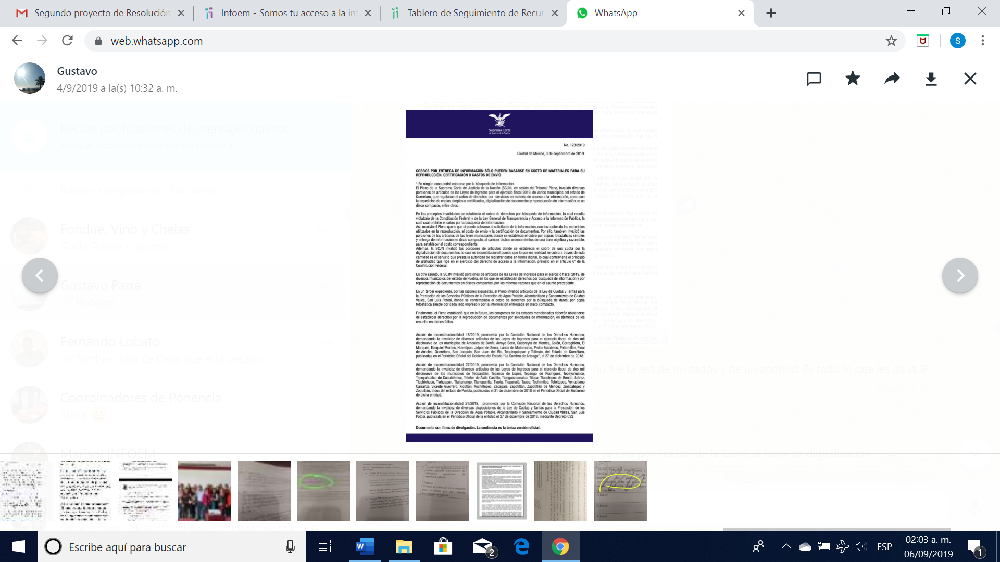 Segundo proyecto de Resolución
Infoem - Somos tu acceso a la inf
Tablero de Seguimiento de Recur
WhatsApp
web.whatsapp.com
S
Gustavo
4/9/2019 a la(s) 10:32 a. m.
Recibe notificaciones de mensajes nuevos
Activar notificaciones de escritorio
Buscar o empezar un chat nuevo
Fondue, Vino y Chelas
Guille: Postre si quieres,
Gustavo Parra
Perfecto
Fernando Lobato
También uno de Dalia que está pesado
Coordinadores de Ponencia
Alicia:
Marisol INFOEM
Oscar Infoem: https://politico.mx/minuta-politica/min
Suprema Corte
de Justicia de la Nación
No. 128/2019
Ciudad de México, 3 de septiembre de 2019.
COBROS POR ENTREGA DE INFORMACIÓN SÓLO PUEDEN BASARSE EN COSTO DE MATERIALES PARA SU
REPRODUCCIÓN, CERTIFICACIÓN O GASTOS DE ENVÍO
* En ningún caso podrá cobrarse por la búsqueda de información.
El Pleno de la Suprema Corte de Justicia de la Nación (SCJN), en sesión del Tribunal Pleno, invalidó diversas
porciones de artículos de las Leyes de Ingresos para el ejercicio fiscal 2019, de varios municipios del estado de
Querétaro, que regulaban el cobro de derechos por servicios en materia de acceso a la información, como son
la expedición de copias simples o certificadas, digitalización de documentos y reproducción de información en un
disco compacto, entre otros.
En los preceptos invalidados se establecía el cobro de derechos por búsqueda de información, lo cual resulta
violatorio de la Constitución Federal y de la Ley General de Transparencia y Acceso a la Información Pública, la
cual cual prohíbe el cobro por la búsqueda de información.
Así, resolvió el Pleno que lo que sí puede cobrarse al solicitante de la información, son los costos de los materiales
utilizados en la reproducción, el costo de envío y la certificación de documentos. Por ello, también invalidó las
porciones de los artículos de las leyes municipales donde se establecía el cobro por copias fotostáticas simples
y entrega de información en disco compacto, al carecer dichos ordenamientos de una base objetiva y razonable,
para establecer el costo correspondiente.
Además, la SCJN invalidó las porciones de artículos donde se establecía el cobro de una cuota por la
digitalización de documentos, lo cual es inconstitucional puesto que lo que en realidad se cobra a través de esta
cantidad es el servicio que presta la autoridad de registrar datos en forma digital, lo cual contraviene el principio
de gratuidad que rige en el ejercicio del derecho de acceso a la información, previsto en el artículo 6º de la
Constitución Federal.
En otro asunto, la SCJN invalidó porciones de artículos de las Leyes de Ingresos para el ejercicio fiscal 2019, de
diversos municipios del estado de Puebla, en los que se establecían derechos por búsqueda de información y por
reproducción de documentos en discos compactos, por las mismas razones que en el asunto precedente.
En un tercer expediente, por las razones expuestas, el Pleno invalidó artículos de la Ley de Cuotas y Tarifas para
la Prestación de los Servicios Públicos de la Dirección de Agua Potable, Alcantarillado y Saneamiento de Ciudad
Valles, San Luis Potosí, donde se contemplaba el cobro de derechos por la búsqueda de datos, por copia
fotostática simple por cada lado impreso y por la información entregada en disco compacto.
Finalmente, el Pleno estableció que en lo futuro, los congresos de los estados mencionados deberán abstenerse
de establecer derechos por la reproducción de documentos por solicitudes de información, en términos de los
resuelto en dichos fallos.
Acción de inconstitucionalidad 18/2019, promovida por la Comisión Nacional de los Derechos Humanos,
demandando la invalidez de diversos artículos de las Leyes de Ingresos para el ejercicio fiscal de dos mil
diecinueve de los municipios de Amealco de Bonfil, Arroyo Seco, Cadereyta de Montes, Colón, Corregidora, El
Marqués, Ezequiel Montes, Huimilpan, Jalpan de Serra, Landa de Matamoros, Pedro Escobedo, Peñamiller, Pinal
de Amoles, Querétaro, San Joaquín, San Juan del Río, Tequisquiapan y Tolimán, del Estado de Querétaro,
publicadas en el Periódico Oficial del Gobierno del Estado "La Sombra de Arteaga", el 27 de diciembre de 2018.
Acción de inconstitucionalidad 27/2019, promovida por la Comisión Nacional de los Derechos Humanos,
demandando la invalidez de diversos artículos de las Leyes de Ingresos para el ejercicio fiscal de dos mil
diecinueve de los municipios de Teopantlán, Tepanco de López, Tepango de Rodríguez, Tepeyahualco,
Tepeyahualco de Cuauhtémoc, Teteles de Ávila Castillo, Tianguismanalco, Tilapa, Tlacotepec de Benito Juárez,
Tlachichuca, Tlahuapan, Tlaltenango, Tlanepantla, Tlaola, Tlapanalá, Taxco, Tochimilco, Totoltepec, Venustiano
Carranza, Vicente Guerrero, Xicotlán, Xochiltepec, Zacapala, Zapotitlán, Zapotitlán de Méndez, Zinacatepec y
Zoquitlán, todos del estado de Puebla, publicados el 31 de diciembre de 2018 en el Periódico Oficial del Gobierno
de dicha entidad.
Acción de inconstitucionalidad 21/2019, promovida por la Comisión Nacional de los Derechos Humanos,
demandando la invalidez de diversas disposiciones de la Ley de Cuotas y Tarifas para la Prestación de los
Servicios Públicos de la Dirección de Agua Potable, Alcantarillado y Saneamiento de Ciudad Valles, San Luis
Potosí, publicada en el Periódico Oficial de la entidad el 27 de diciembre de 2018, mediante Decreto 032
Documento con fines de divulgación. La sentencia es la única versión oficial.
no fue la red de invitados y de un android. Es todo lo que les da la IP
ya esta por criterio de la Corte el tema de digitalización
Escribe aquí para buscar
2
ESP
02:03 a. m.
06/09/2019
1